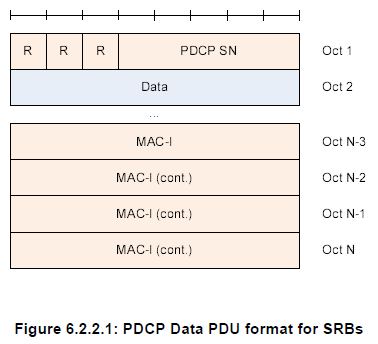 R R R PDCP SN Oct 1
Data Oct 2
...
MAC-I Oct N-3
MAC-I (cont.) Oct N-2
MAC-I (cont.) Oct N-1
MAC-I (cont.) Oct N
Figure 6.2.2.1: PDCP Data PDU format for SRBs